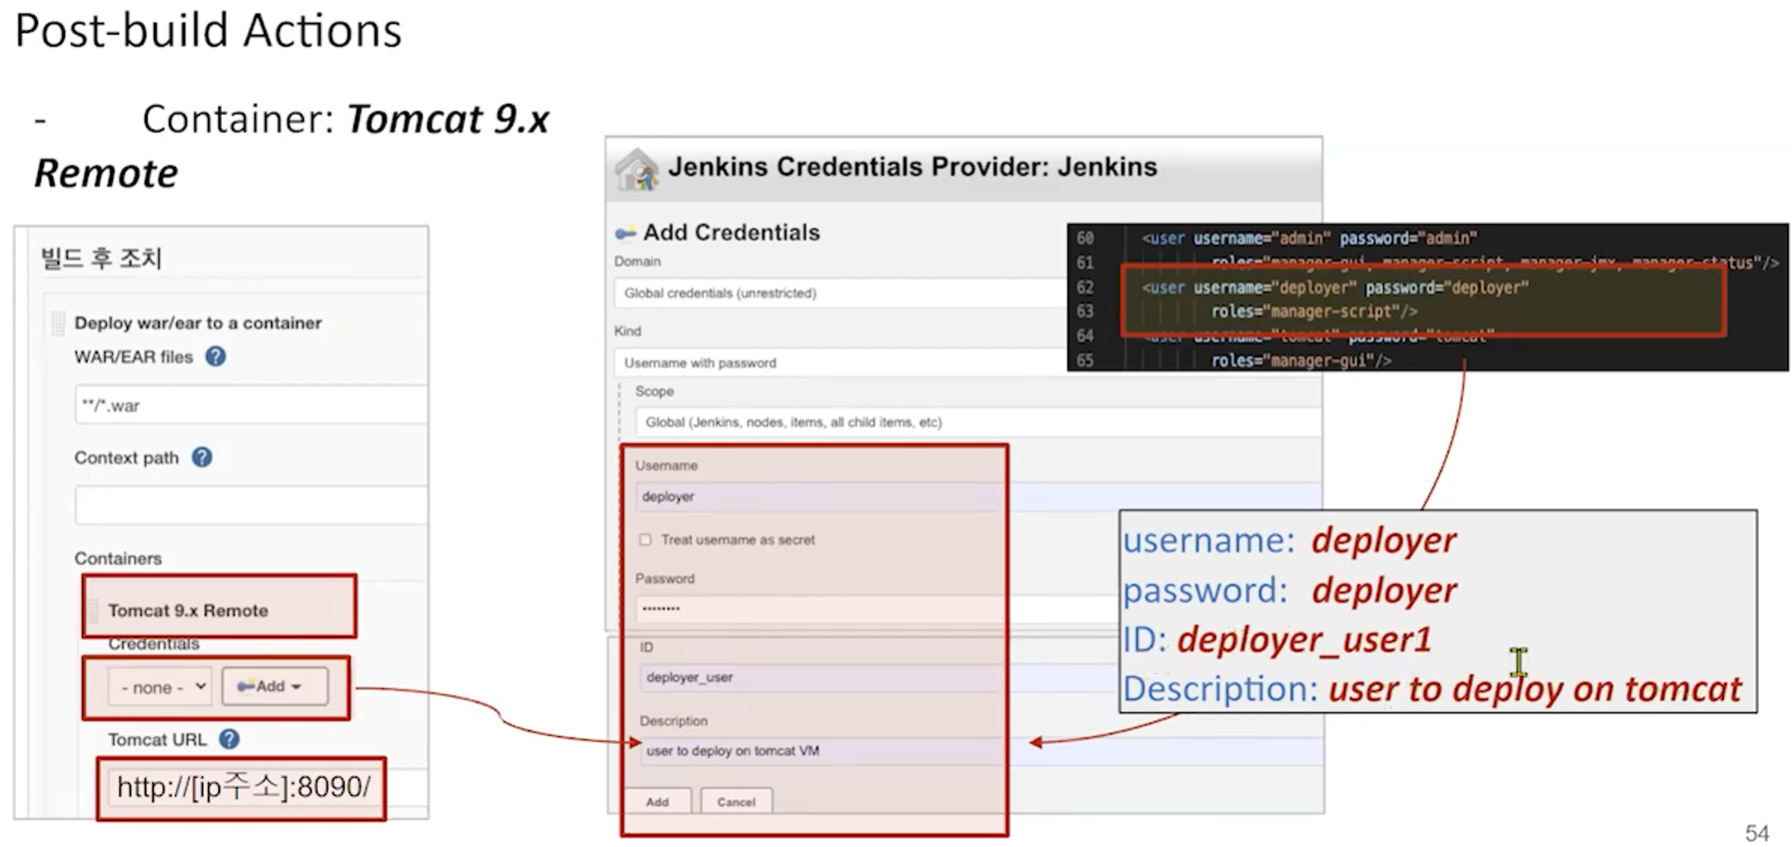 Post-build Actions
- Container: Tomcat 9.x
Remote
빌드 후 조치
Deploy war/ear to a container
WAR/EAR files ?
**/*.war
Context path ?
Containers
Tomcat 9.x Remote
Credentials
- none -
Add
Tomcat URL ?
http://[ip주소]:8090/
Jenkins Credentials Provider: Jenkins
Add Credentials
Domain
Global credentials (unrestricted)
Kind
Username with password
Scope
Global (Jenkins, nodes, items, all child items, etc)
Username
deployer
Treat username as secret
Password
••••••••
ID
deployer_user
Description
user to deploy on tomcat VM
Add Cancel
60 <user username="admin" password="admin"
61 roles="manager-gui, manager-script, manager-jmx, manager-status"/>
62 <user username="deployer" password="deployer"
63 roles="manager-script"/>
64 <user username="tomcat" password="tomcat"
65 roles="manager-gui"/>
username: deployer
password: deployer
ID: deployer_user1
Description: user to deploy on tomcat
54